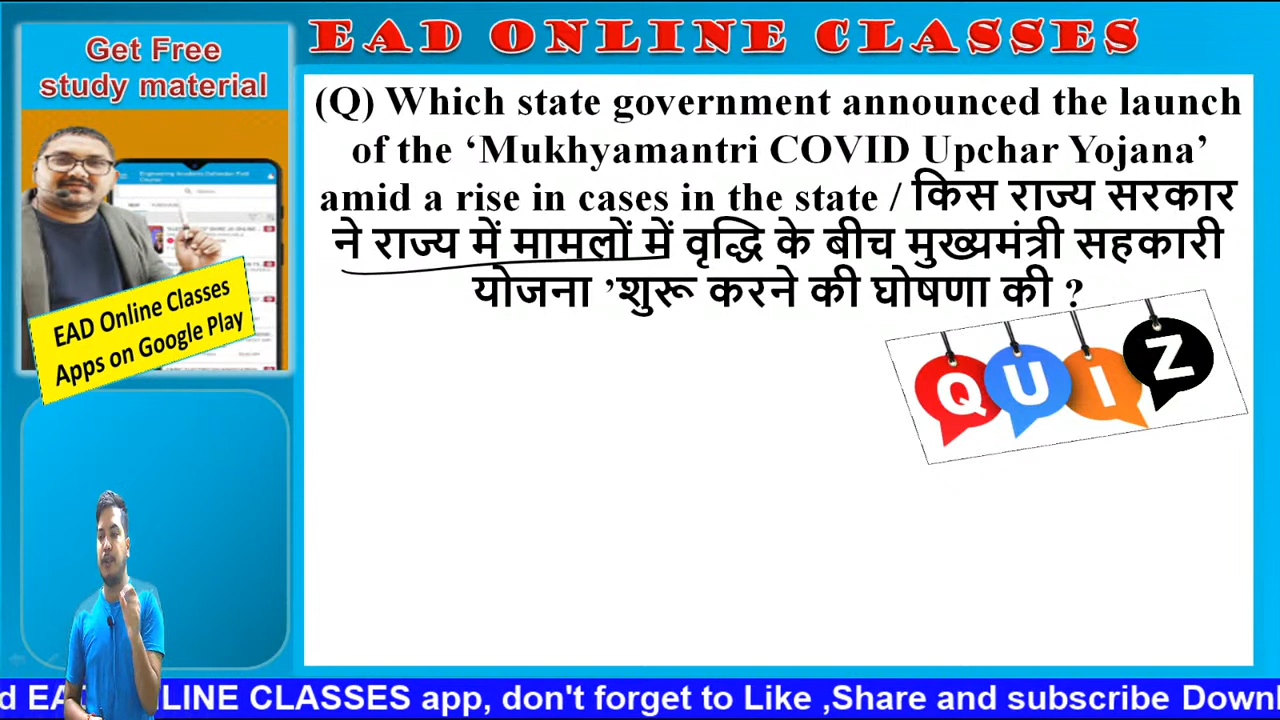 Get Free
study material
EAD Online Classes
Apps on Google Play
EAD ONLINE CLASSES
(Q) Which state government announced the launch
of the ‘Mukhyamantri COVID Upchar Yojana’
amid a rise in cases in the state / किस राज्य सरकार
ने राज्य में मामलों में वृद्धि के बीच मुख्यमंत्री सहकारी
योजना ’शुरू करने की घोषणा की ?
QUIZ
d EA LINE CLASSES app, don't forget to Like ,Share and subscribe Down